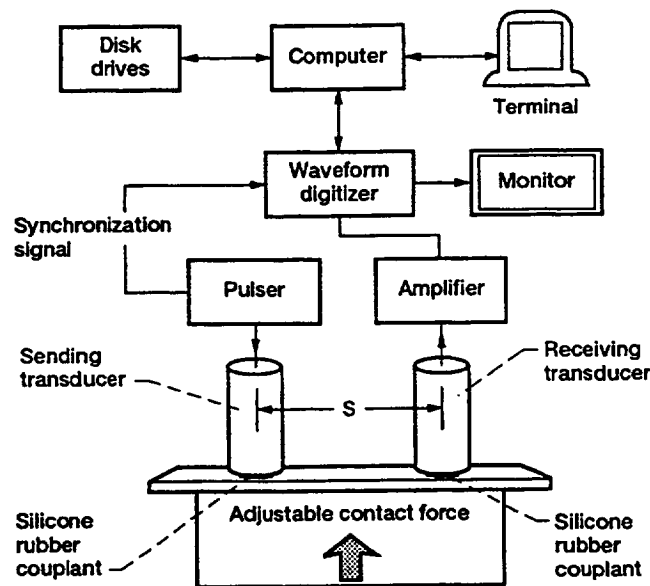 Disk
drives
Computer
Terminal
Waveform
digitizer
Monitor
Synchronization
signal
Pulser
Amplifier
Sending
transducer
Receiving
transducer
S
Silicone
rubber
couplant
Adjustable contact force
Silicone
rubber
couplant